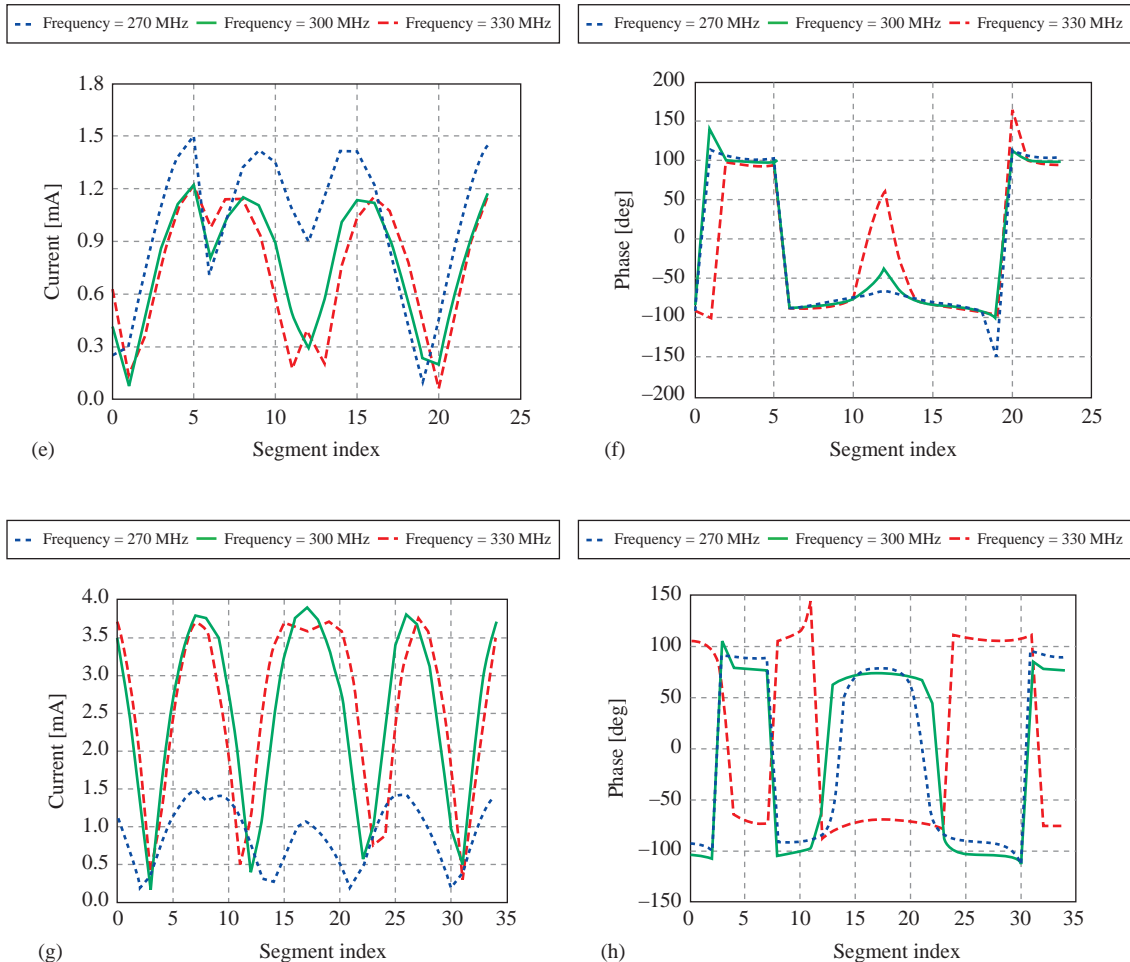 Frequency = 270 MHz Frequency = 300 MHz Frequency = 330 MHz
Current [mA]
1.8
1.5
1.2
0.9
0.6
0.3
0.0
0 5 10 15 20 25
Segment index
(e)
Frequency = 270 MHz Frequency = 300 MHz Frequency = 330 MHz
Phase [deg]
200
150
100
50
0
−50
−100
−150
−200
0 5 10 15 20 25
Segment index
(f)
Frequency = 270 MHz Frequency = 300 MHz Frequency = 330 MHz
Current [mA]
4.0
3.5
3.0
2.5
2.0
1.5
1.0
0.5
0.0
0 5 10 15 20 25 30 35
Segment index
(g)
Frequency = 270 MHz Frequency = 300 MHz Frequency = 330 MHz
Phase [deg]
150
100
50
0
−50
−100
−150
0 5 10 15 20 25 30 35
Segment index
(h)